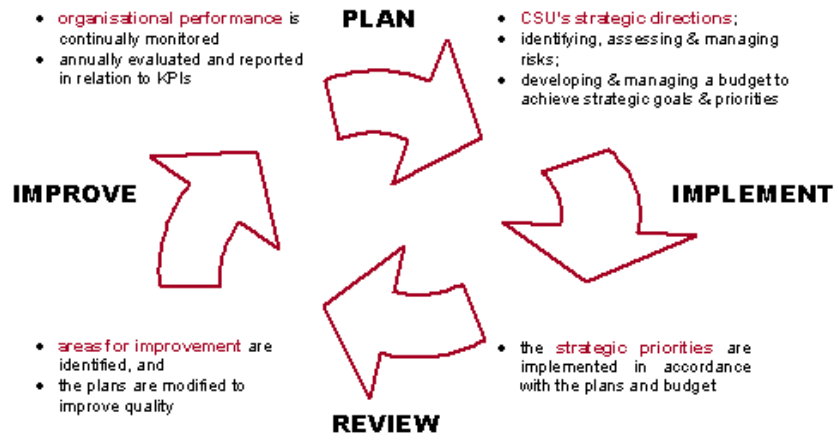 PLAN
• organisational performance is
continually monitored
• annually evaluated and reported
in relation to KPIs
• CSU's strategic directions;
• identifying, assessing & managing
risks;
• developing & managing a budget to
achieve strategic goals & priorities
IMPROVE
IMPLEMENT
• areas for improvement are
identified, and
• the plans are modified to
improve quality
• the strategic priorities are
implemented in accordance
with the plans and budget
REVIEW